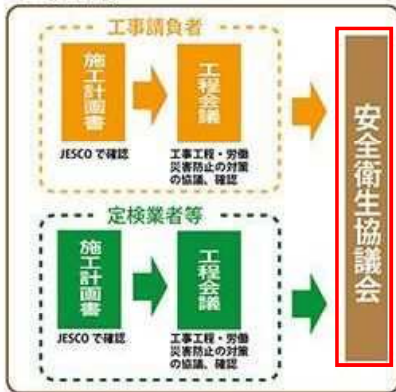 工事請負者
施工計画書
工程会議
JESCOで確認
工事工程・労働
災害防止の対策
の協議、確認
定検業者等
施工計画書
工程会議
JESCOで確認
工事工程・労働
災害防止の対策
の協議、確認
安全衛生協議会